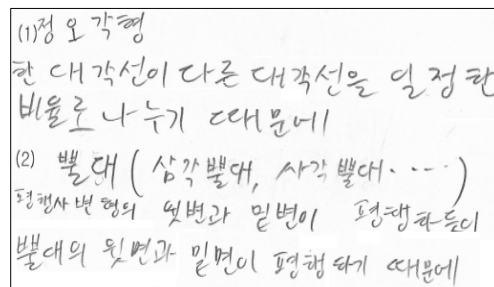 (1) 정오각형
한 대각선이 다른 대각선을 일정한
비율로 나누기 때문에
(2) 뿔대 ( 삼각뿔대, 사각뿔대 ····· )
평행사변형의 윗변과 밑변이 평행하듯이
뿔대의 윗면과 밑면이 평행하기 때문에